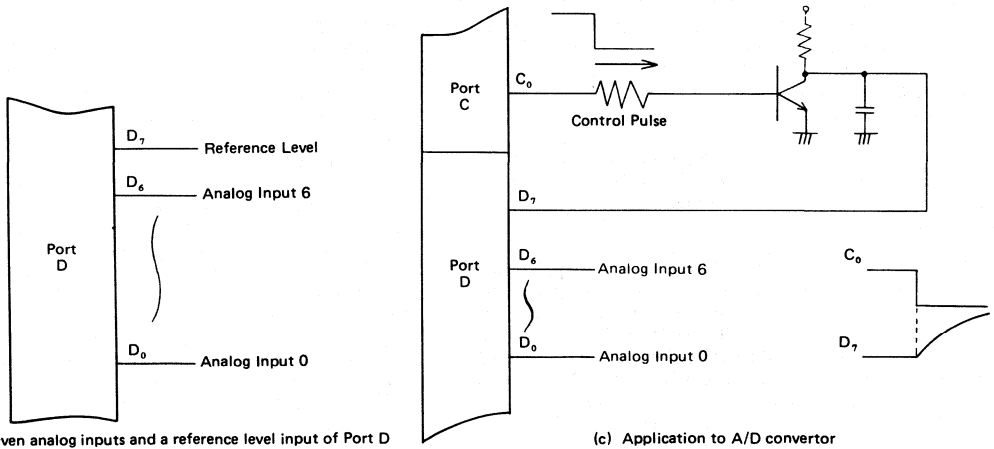 D₇
Reference Level
D₆
Analog Input 6
Port
D
D₀
Analog Input 0
ven analog inputs and a reference level input of Port D
Port
C
C₀
Control Pulse
D₇
Port
D
D₆
Analog Input 6
D₀
Analog Input 0
C₀
D₇
(c) Application to A/D convertor